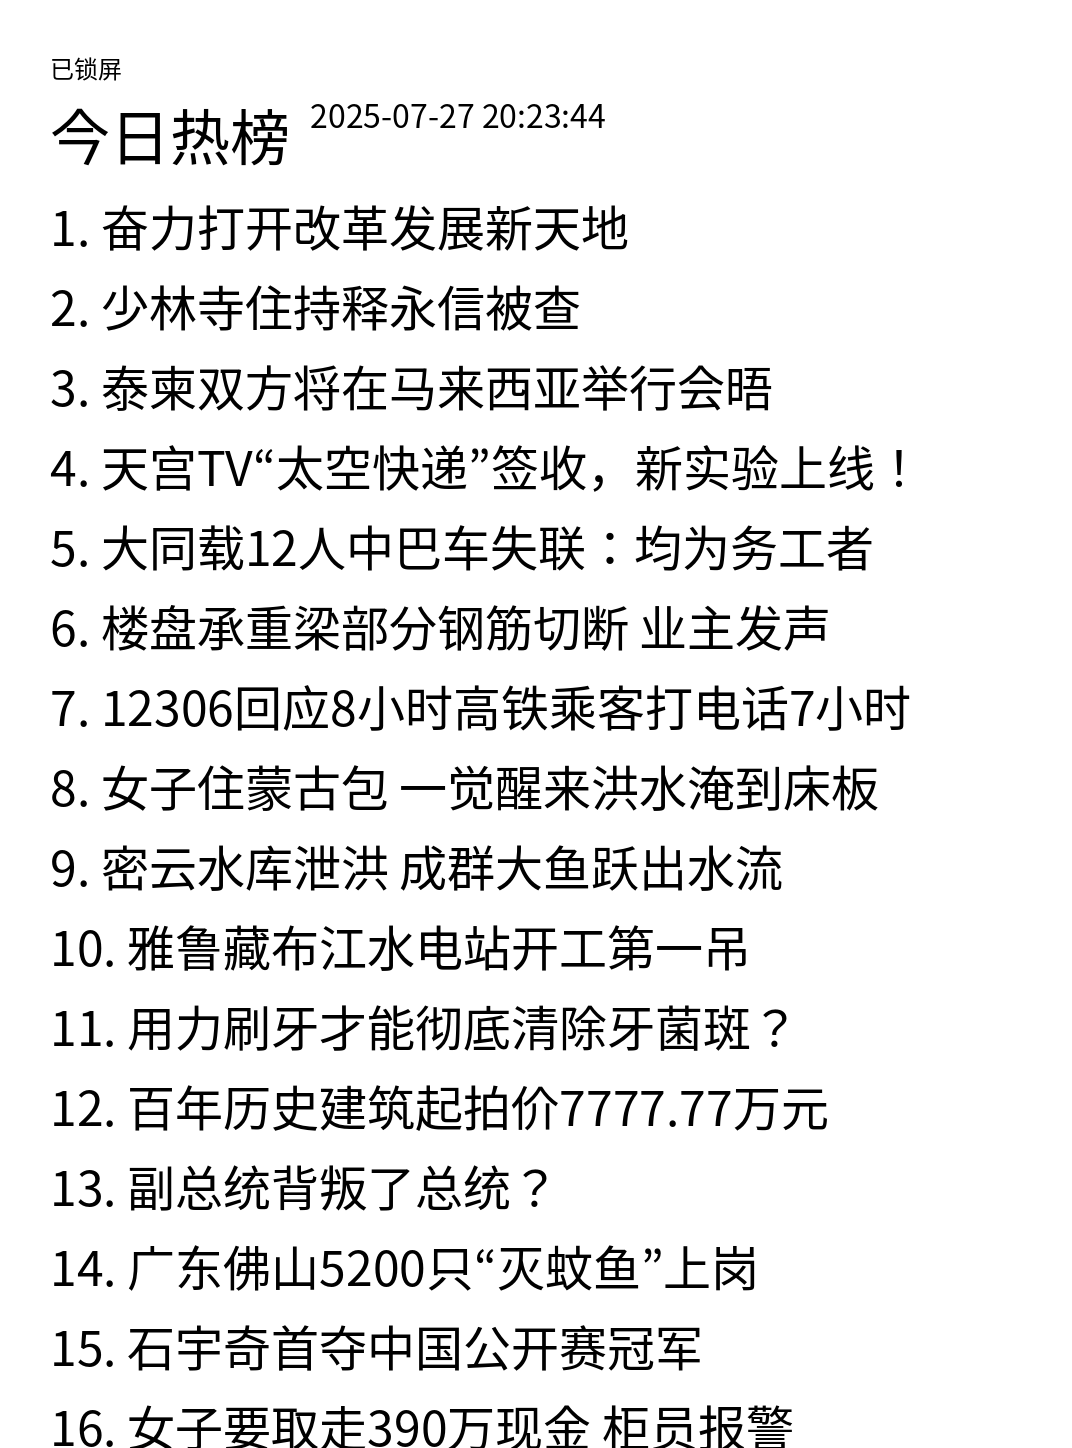 已锁屏
今日热榜 2025-07-27 20:23:44
1. 奋力打开改革发展新天地
2. 少林寺住持释永信被查
3. 泰柬双方将在马来西亚举行会晤
4. 天宫TV“太空快递”签收，新实验上线！
5. 大同载12人中巴车失联：均为务工者
6. 楼盘承重梁部分钢筋切断 业主发声
7. 12306回应8小时高铁乘客打电话7小时
8. 女子住蒙古包 一觉醒来洪水淹到床板
9. 密云水库泄洪 成群大鱼跃出水流
10. 雅鲁藏布江水电站开工第一吊
11. 用力刷牙才能彻底清除牙菌斑？
12. 百年历史建筑起拍价7777.77万元
13. 副总统背叛了总统？
14. 广东佛山5200只“灭蚊鱼”上岗
15. 石宇奇首夺中国公开赛冠军
16. 女子要取走390万现金 柜员报警